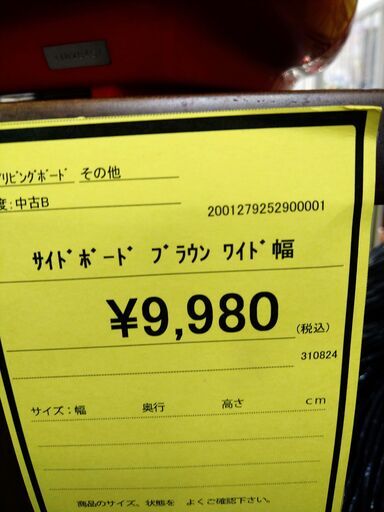 ﾘﾋﾞﾝｸﾞﾎﾞｰﾄﾞ その他
度:中古B
2001279252900001
ｻｲﾄﾞﾎﾞｰﾄﾞ ﾌﾞﾗｳﾝ ﾜｲﾄﾞ幅
¥9,980 (税込)
310824
サイズ:幅 奥行 高さ cm
商品のサイズ、状態を よくご確認下さい。